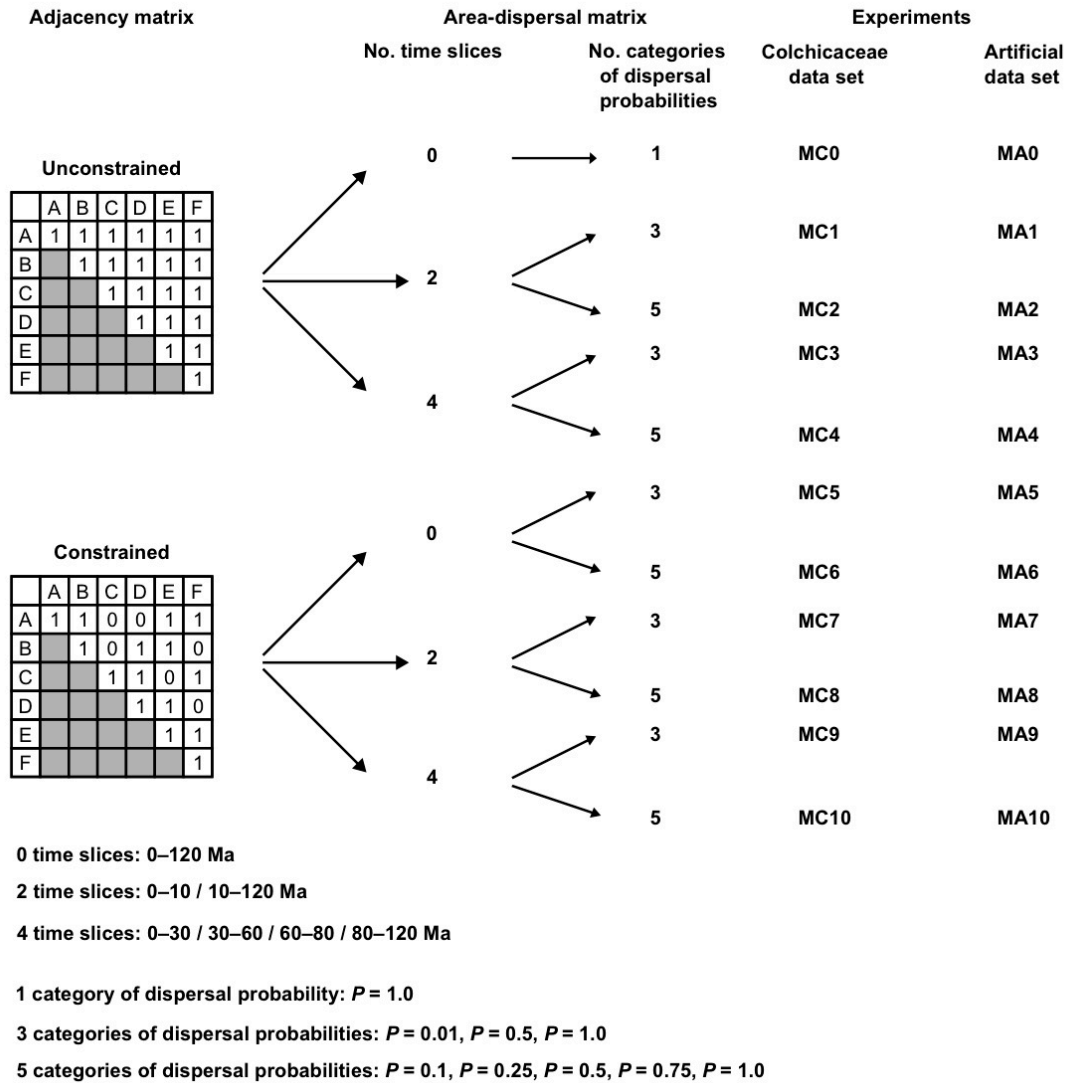 Adjacency matrix Area-dispersal matrix Experiments
No. time slices No. categories of dispersal probabilities Colchicaceae data set Artificial data set
Unconstrained
A B C D E F
A 1 1 1 1 1 1
B 1 1 1 1 1
C 1 1 1 1
D 1 1 1
E 1 1
F 1
0 1 MC0 MA0
2 3 MC1 MA1
5 MC2 MA2
4 3 MC3 MA3
5 MC4 MA4
Constrained
A B C D E F
A 1 1 0 0 1 1
B 1 0 1 1 0
C 1 1 0 1
D 1 1 0
E 1 1
F 1
0 3 MC5 MA5
5 MC6 MA6
2 3 MC7 MA7
5 MC8 MA8
4 3 MC9 MA9
5 MC10 MA10
0 time slices: 0–120 Ma
2 time slices: 0–10 / 10–120 Ma
4 time slices: 0–30 / 30–60 / 60–80 / 80–120 Ma
1 category of dispersal probability: P = 1.0
3 categories of dispersal probabilities: P = 0.01, P = 0.5, P = 1.0
5 categories of dispersal probabilities: P = 0.1, P = 0.25, P = 0.5, P = 0.75, P = 1.0